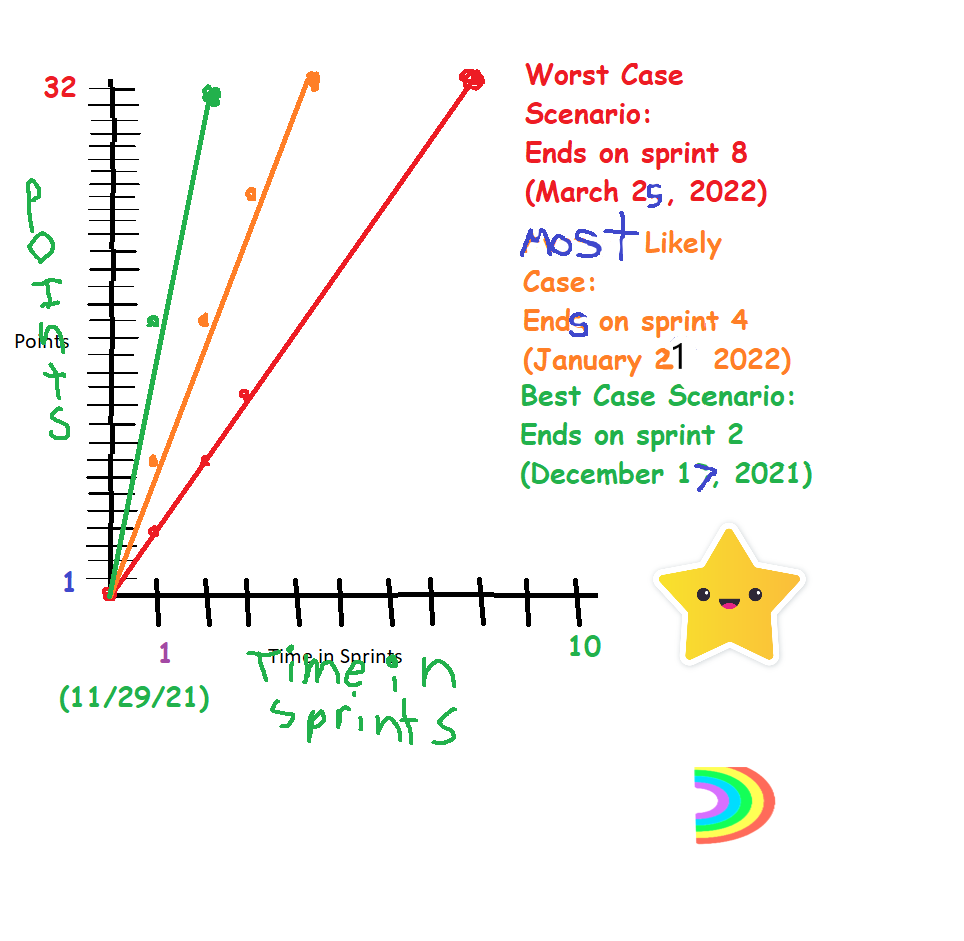 32
Points
Points
1
1
10
(11/29/21)
Time in Sprints
Time in
sprints
Worst Case
Scenario:
Ends on sprint 8
(March 25, 2022)
Most Likely
Case:
Ends on sprint 4
(January 21 2022)
Best Case Scenario:
Ends on sprint 2
(December 17, 2021)